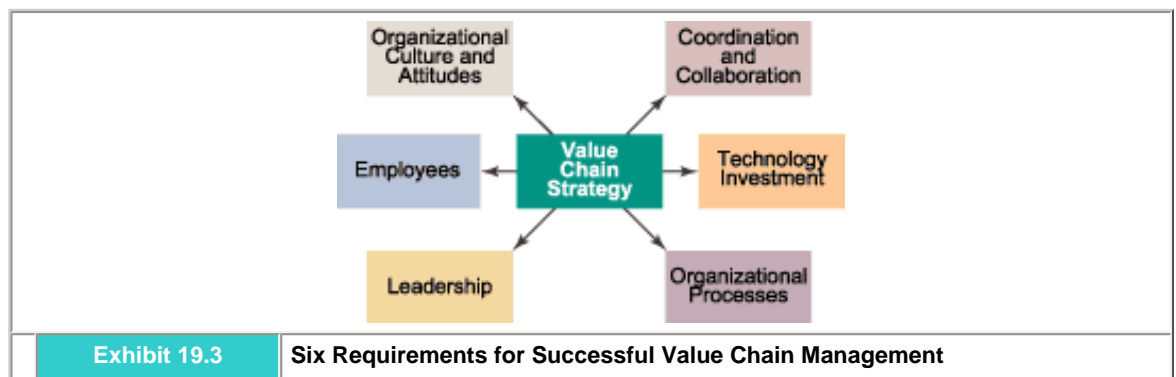 Organizational
Culture and
Attitudes
Coordination
and
Collaboration
Employees
Value
Chain
Strategy
Technology
Investment
Leadership
Organizational
Processes
Exhibit 19.3
Six Requirements for Successful Value Chain Management